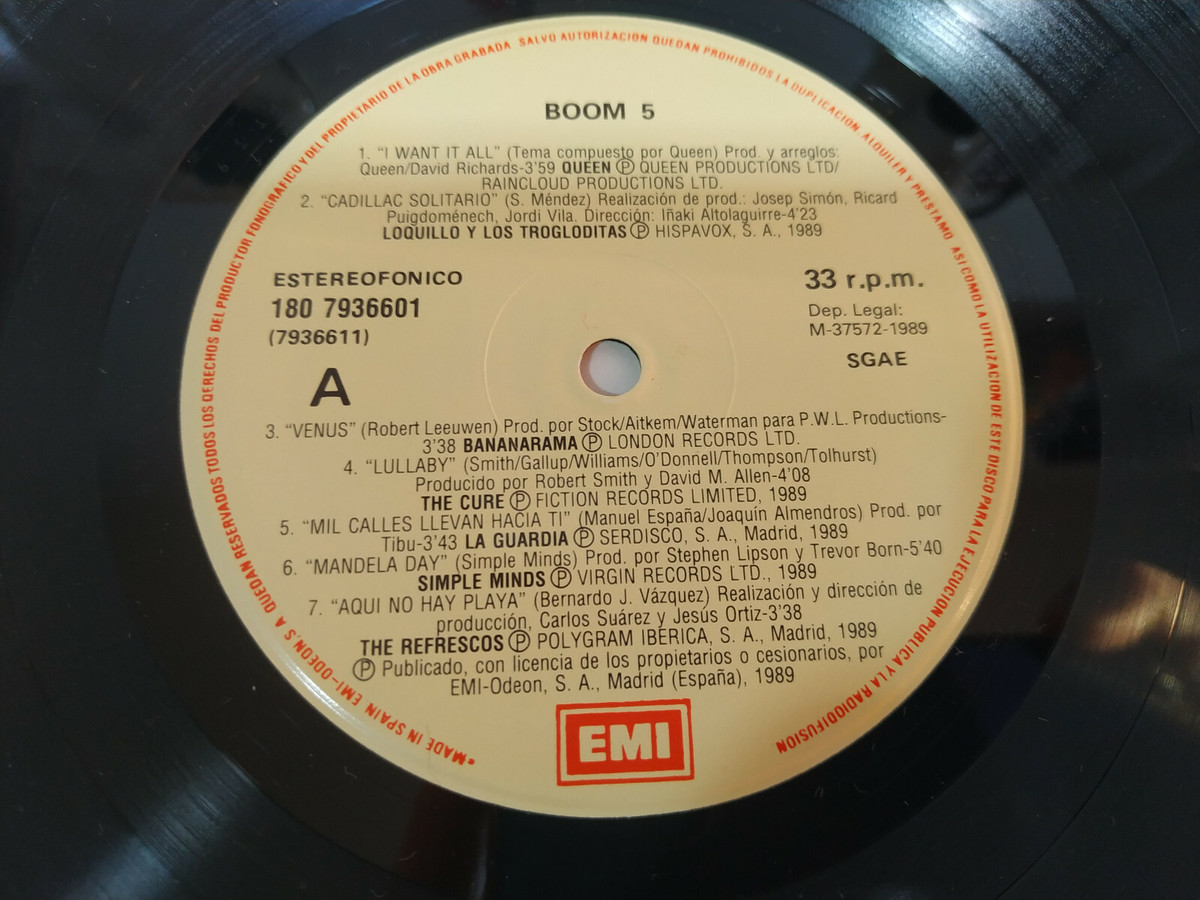 BOOM 5
1. "I WANT IT ALL" (Tema compuesto por Queen) Prod. y arreglos:
Queen/David Richards-3'59 QUEEN Ⓟ QUEEN PRODUCTIONS LTD/
RAINCLOUD PRODUCTIONS LTD.
2. "CADILLAC SOLITARIO" (S. Méndez) Realización de prod.: Josep Simón, Ricard
Puigdoménech, Jordi Vila. Dirección: Iñaki Altolaguirre-4'23
LOQUILLO Y LOS TROGLODITAS Ⓟ HISPAVOX, S. A., 1989
ESTEREOFONICO
180 7936601
(7936611)
A
33 r.p.m.
Dep. Legal:
M-37572-1989
SGAE
3. "VENUS" (Robert Leeuwen) Prod. por Stock/Aitkem/Waterman para P.W.L. Productions-
3'38 BANANARAMA Ⓟ LONDON RECORDS LTD.
4. "LULLABY" (Smith/Gallup/Williams/O'Donnell/Thompson/Tolhurst)
Producido por Robert Smith y David M. Allen-4'08
THE CURE Ⓟ FICTION RECORDS LIMITED, 1989
5. "MIL CALLES LLEVAN HACIA TI" (Manuel España/Joaquín Almendros) Prod. por
Tibu-3'43 LA GUARDIA Ⓟ SERDISCO, S. A., Madrid, 1989
6. "MANDELA DAY" (Simple Minds) Prod. por Stephen Lipson y Trevor Born-5'40
SIMPLE MINDS Ⓟ VIRGIN RECORDS LTD., 1989
7. "AQUI NO HAY PLAYA" (Bernardo J. Vázquez) Realización y dirección de
producción, Carlos Suárez y Jesús Ortiz-3'38
THE REFRESCOS Ⓟ POLYGRAM IBERICA, S. A., Madrid, 1989
Ⓟ Publicado, con licencia de los propietarios o cesionarios, por
EMI-Odeon, S. A., Madrid (España), 1989
EMI
•MADE IN SPAIN EMI-ODEON,S.A QUEDAN RESERVADOS TODOS LOS DERECHOS DEL PRODUCTOR FONOGRAFICO Y DEL PROPIETARIO DE LA OBRA GRABADA SALVO AUTORIZACION QUEDAN PROHIBIDOS LA DUPLICACION, ALQUILER Y PRESTAMO, ASI COMO LA UTILIZACION DE ESTE DISCO PARA LA EJECUCION PUBLICA Y LA RADIODIFUSION